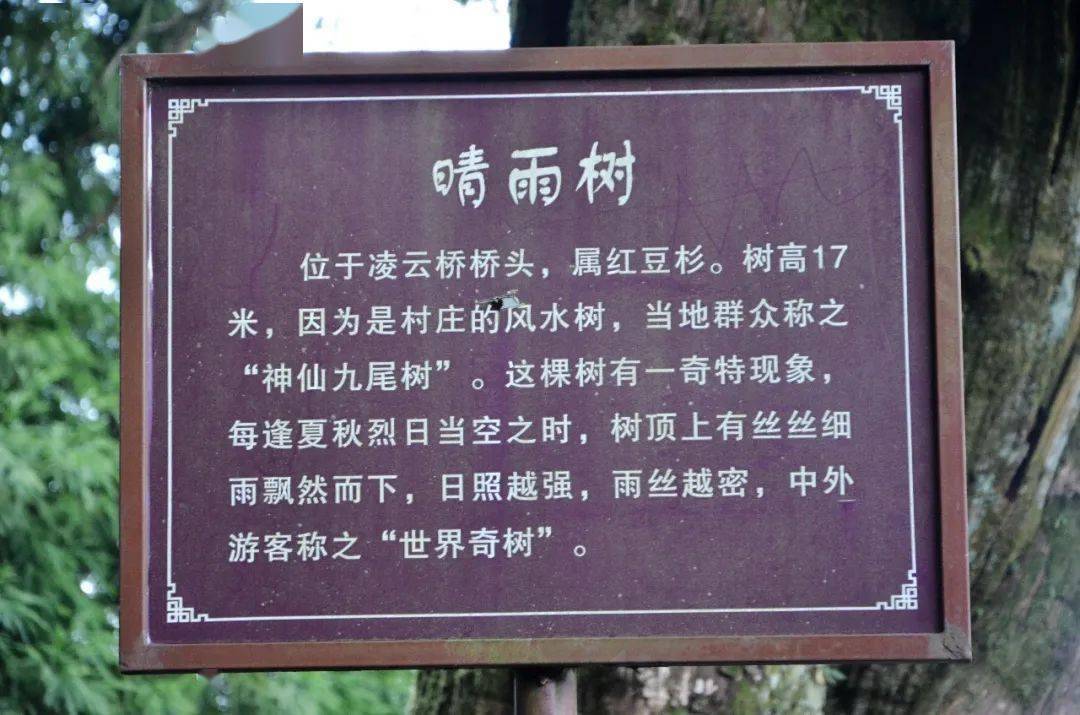 晴雨树
位于凌云桥桥头，属红豆杉。树高17
米，因为是村庄的风水树，当地群众称之
“神仙九尾树”。这棵树有一奇特现象，
每逢夏秋烈日当空之时，树顶上有丝丝细
雨飘然而下，日照越强，雨丝越密，中外
游客称之“世界奇树”。